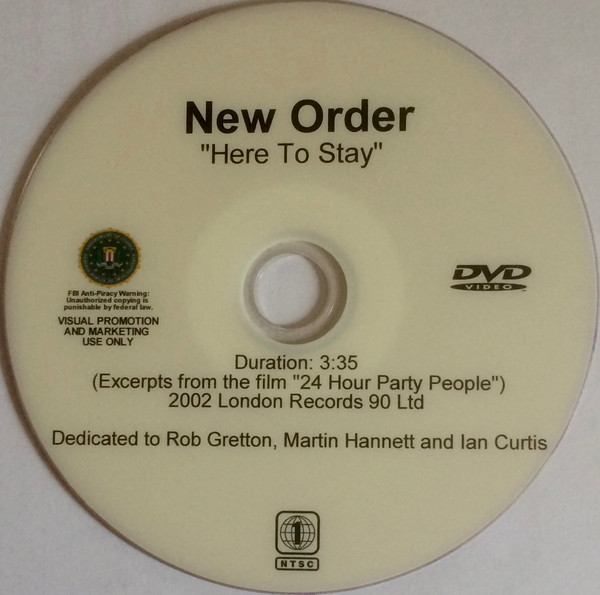 New Order
"Here To Stay"
DVD
VIDEO
FBI Anti-Piracy Warning:
Unauthorized copying is
punishable by federal law.
VISUAL PROMOTION
AND MARKETING
USE ONLY
Duration: 3:35
(Excerpts from the film "24 Hour Party People")
2002 London Records 90 Ltd
Dedicated to Rob Gretton, Martin Hannett and Ian Curtis
1
NTSC